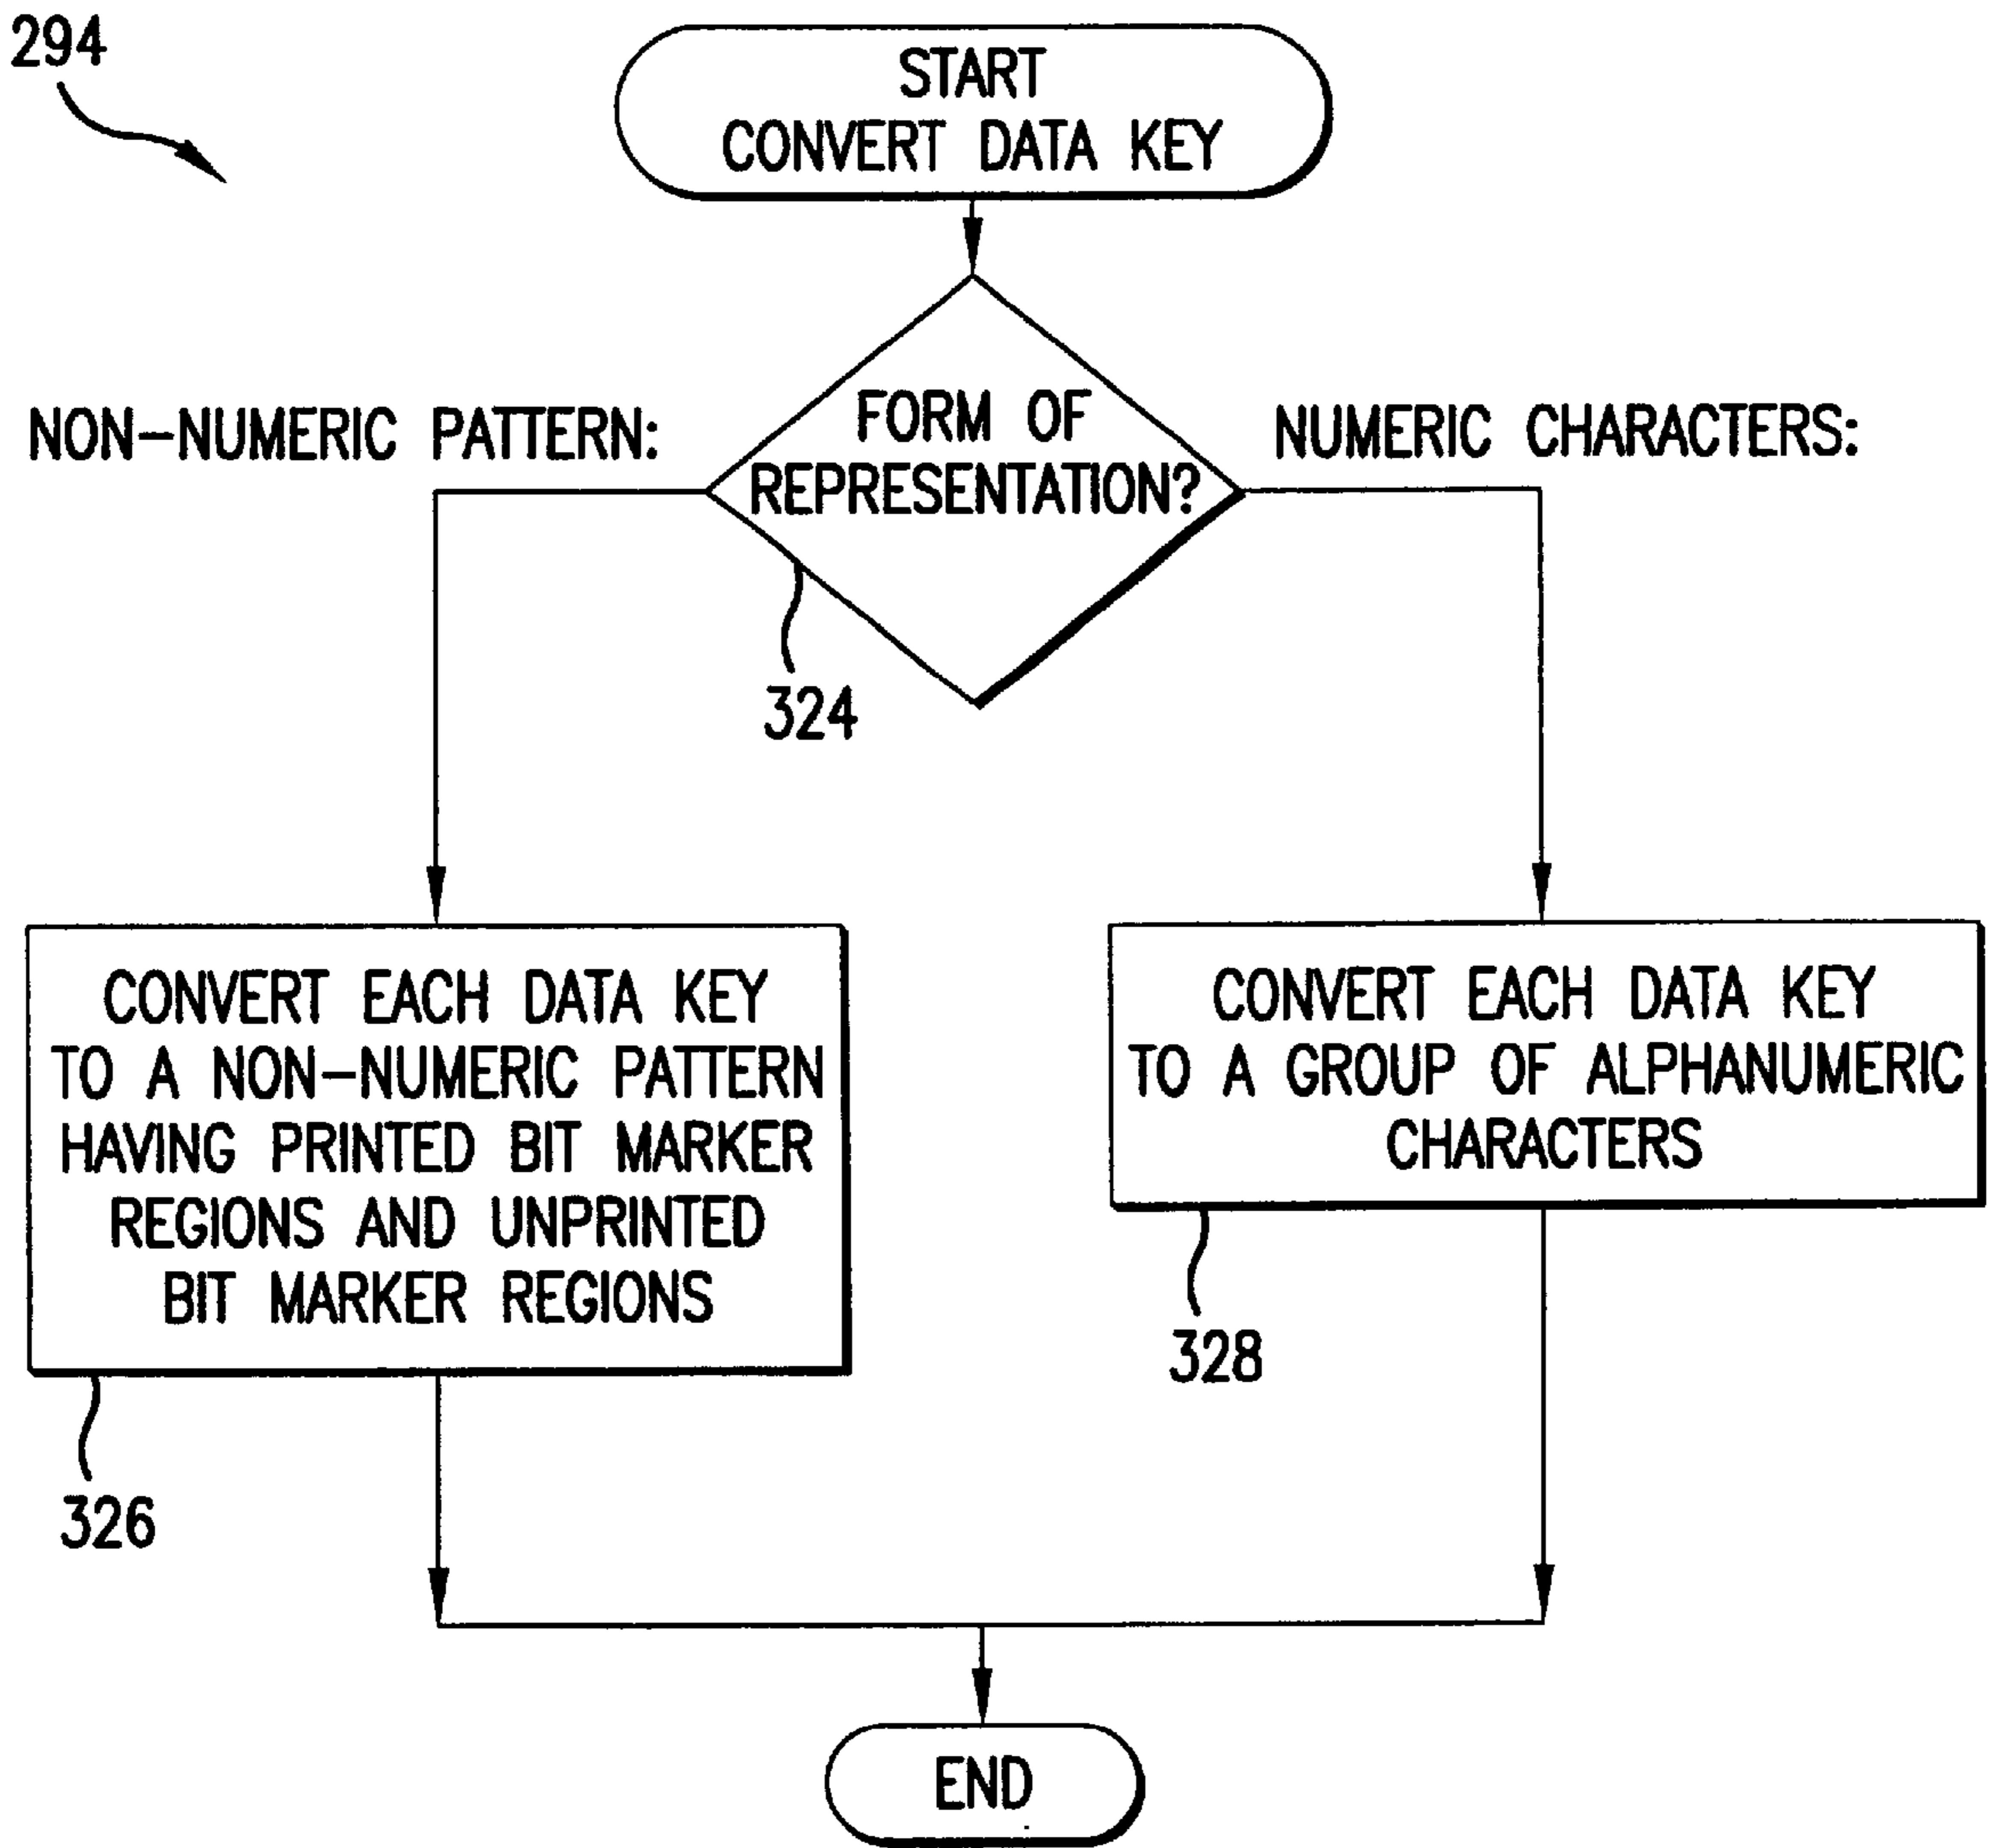 294
START
CONVERT DATA KEY
FORM OF
REPRESENTATION?
NON-NUMERIC PATTERN:
NUMERIC CHARACTERS:
324
CONVERT EACH DATA KEY
TO A NON-NUMERIC PATTERN
HAVING PRINTED BIT MARKER
REGIONS AND UNPRINTED
BIT MARKER REGIONS
326
CONVERT EACH DATA KEY
TO A GROUP OF ALPHANUMERIC
CHARACTERS
328
END